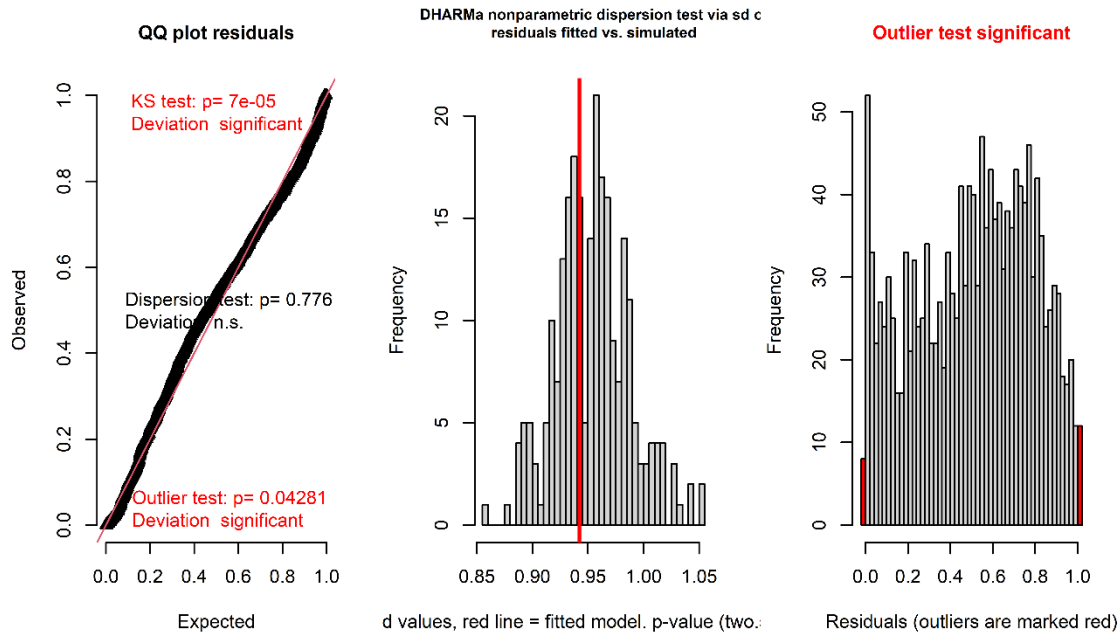 QQ plot residuals
KS test: p= 7e-05
Deviation significant
Dispersion test: p= 0.776
Deviation n.s.
Outlier test: p= 0.04281
Deviation significant
Observed
0.0 0.2 0.4 0.6 0.8 1.0
0.0 0.2 0.4 0.6 0.8 1.0
Expected
DHARMa nonparametric dispersion test via sd o
residuals fitted vs. simulated
Frequency
0 5 10 15 20
0.85 0.90 0.95 1.00 1.05
d values, red line = fitted model. p-value (two.
Outlier test significant
Frequency
0 10 20 30 40 50
0.0 0.2 0.4 0.6 0.8 1.0
Residuals (outliers are marked red)